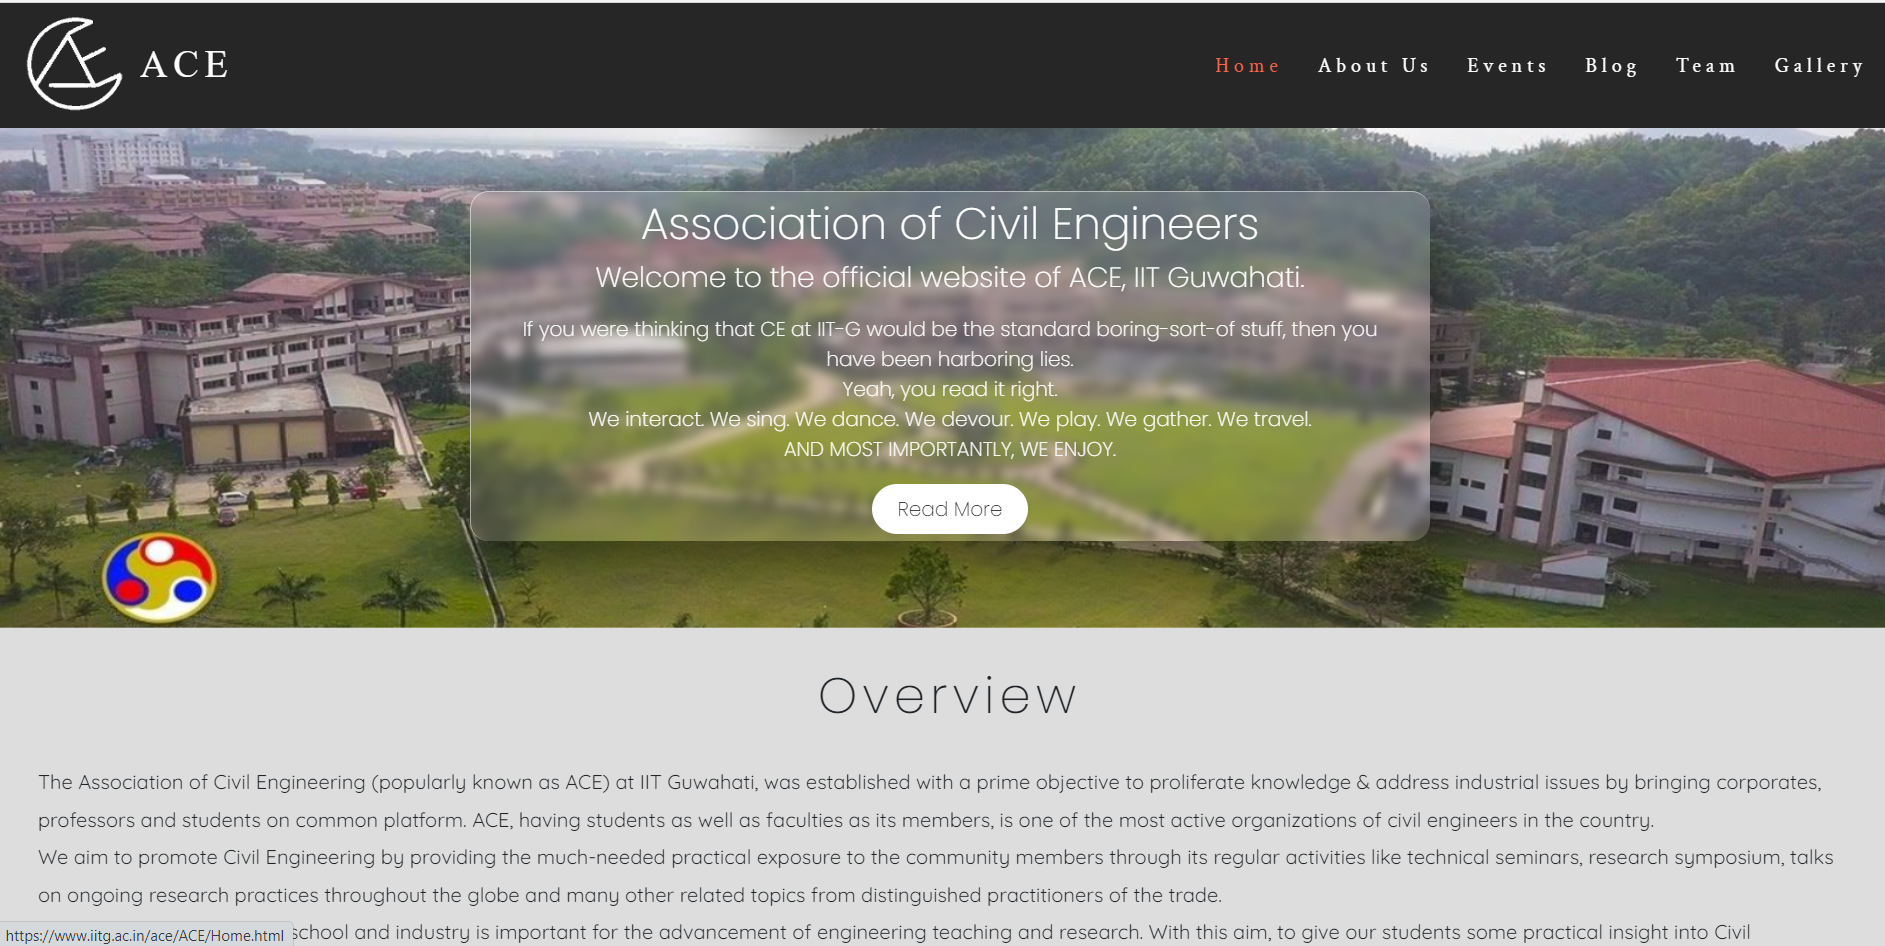 ACE
Home About Us Events Blog Team Gallery
Association of Civil Engineers
Welcome to the official website of ACE, IIT Guwahati.
If you were thinking that CE at IIT-G would be the standard boring-sort-of stuff, then you
have been harboring lies.
Yeah, you read it right.
We interact. We sing. We dance. We devour. We play. We gather. We travel.
AND MOST IMPORTANTLY, WE ENJOY.
Read More
Overview
The Association of Civil Engineering (popularly known as ACE) at IIT Guwahati, was established with a prime objective to proliferate knowledge & address industrial issues by bringing corporates,
professors and students on common platform. ACE, having students as well as faculties as its members, is one of the most active organizations of civil engineers in the country.
We aim to promote Civil Engineering by providing the much-needed practical exposure to the community members through its regular activities like technical seminars, research symposium, talks
on ongoing research practices throughout the globe and many other related topics from distinguished practitioners of the trade.
school and industry is important for the advancement of engineering teaching and research. With this aim, to give our students some practical insight into Civil
https://www.iitg.ac.in/ace/ACE/Home.html